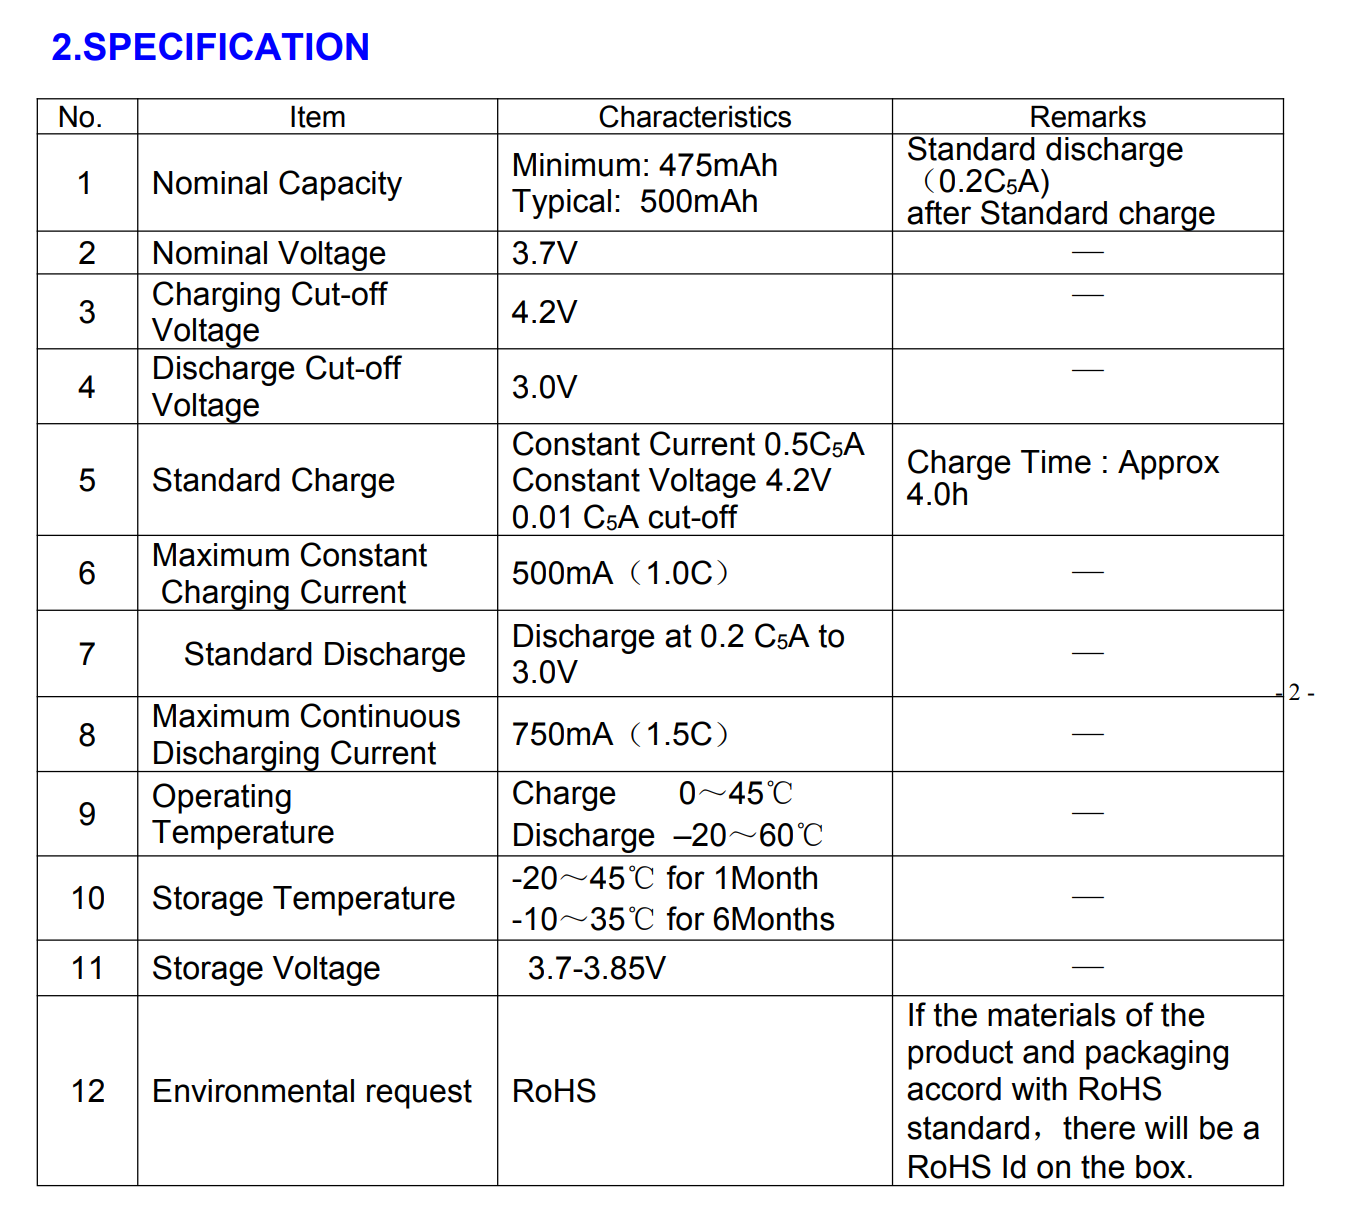 2.SPECIFICATION
No. Item Characteristics Remarks
1 Nominal Capacity Minimum: 475mAh
Typical: 500mAh
Standard discharge
（0.2C₅A)
after Standard charge
2 Nominal Voltage 3.7V —
3 Charging Cut-off
Voltage
4.2V —
4 Discharge Cut-off
Voltage
3.0V —
5 Standard Charge
Constant Current 0.5C₅A
Constant Voltage 4.2V
0.01 C₅A cut-off
Charge Time : Approx
4.0h
6 Maximum Constant
Charging Current
500mA（1.0C） —
7 Standard Discharge
Discharge at 0.2 C₅A to
3.0V
—
- 2 -
8 Maximum Continuous
Discharging Current
750mA（1.5C） —
9 Operating
Temperature
Charge 0～45℃
Discharge –20～60℃
—
10 Storage Temperature
-20～45℃ for 1Month
-10～35℃ for 6Months
—
11 Storage Voltage 3.7-3.85V —
12 Environmental request RoHS
If the materials of the
product and packaging
accord with RoHS
standard，there will be a
RoHS Id on the box.